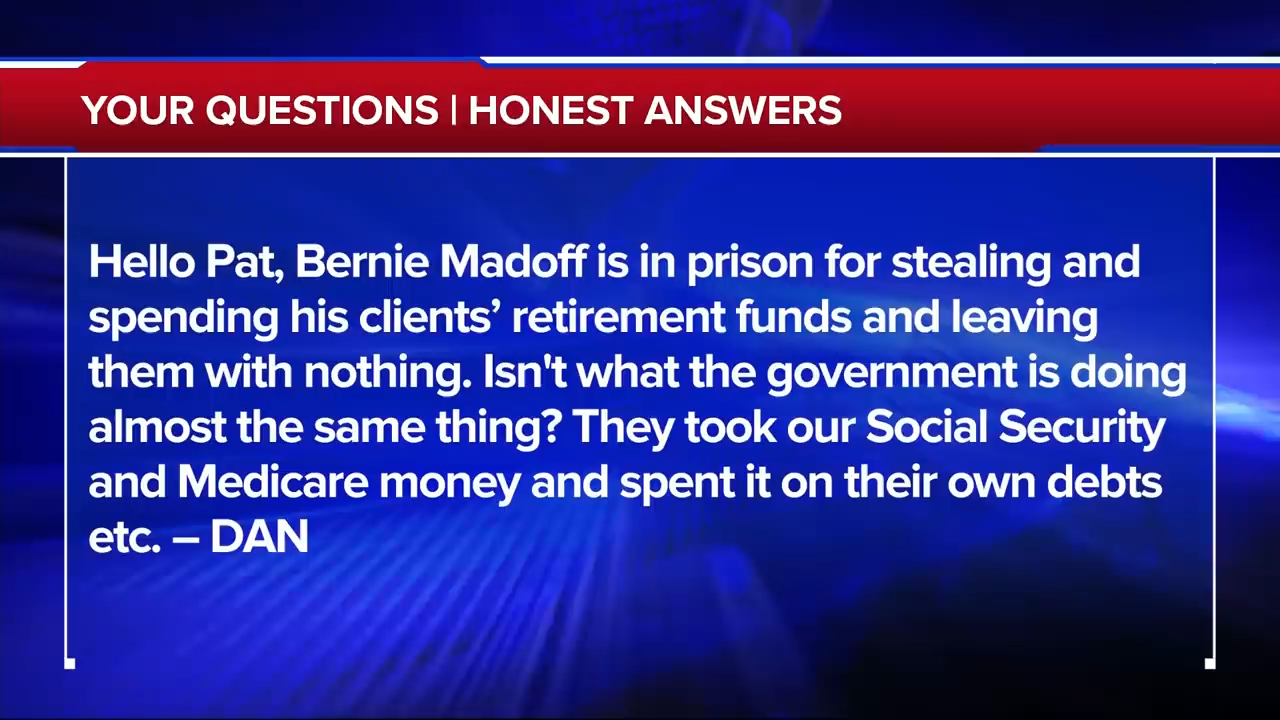 YOUR QUESTIONS | HONEST ANSWERS
Hello Pat, Bernie Madoff is in prison for stealing and
spending his clients’ retirement funds and leaving
them with nothing. Isn't what the government is doing
almost the same thing? They took our Social Security
and Medicare money and spent it on their own debts
etc. – DAN